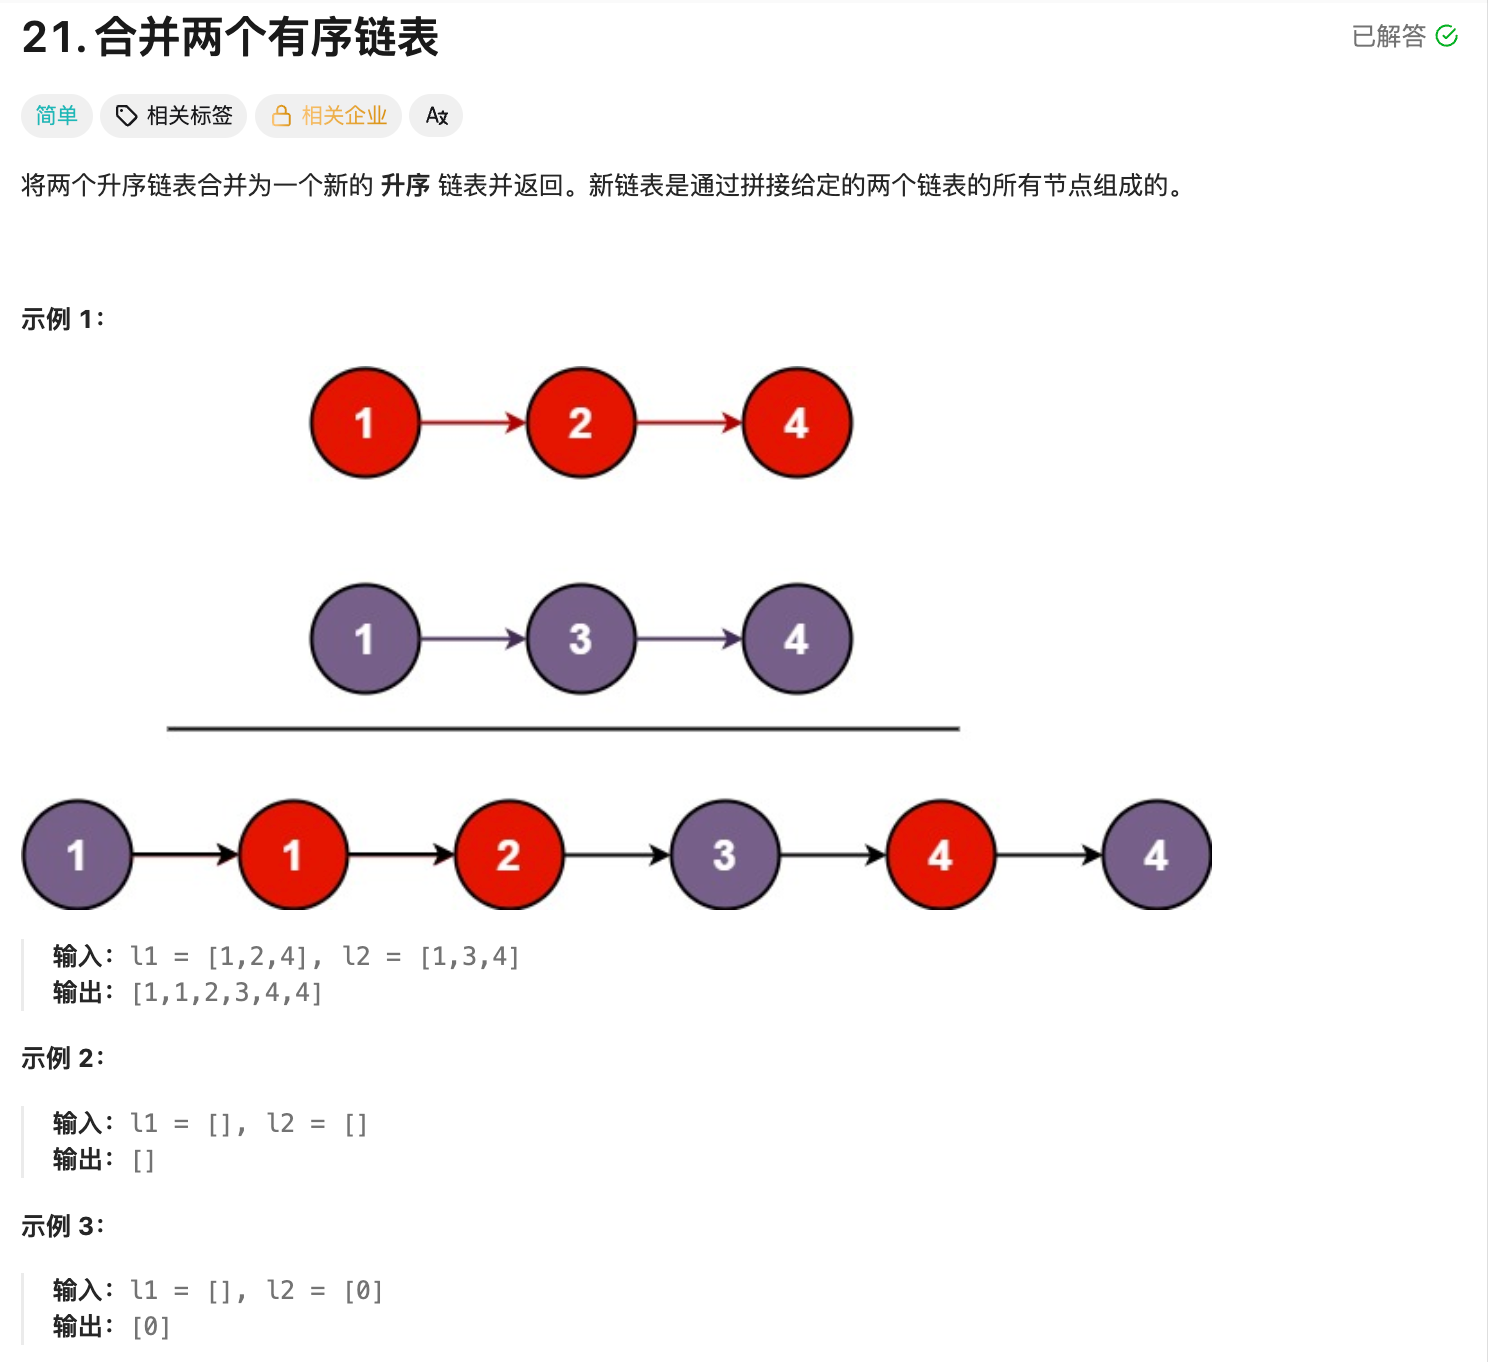 21. 合并两个有序链表
已解答
简单 相关标签 相关企业 A文
将两个升序链表合并为一个新的 升序 链表并返回。新链表是通过拼接给定的两个链表的所有节点组成的。
示例 1：
1 2 4
1 3 4
1 1 2 3 4 4
输入：l1 = [1,2,4], l2 = [1,3,4]
输出：[1,1,2,3,4,4]
示例 2：
输入：l1 = [], l2 = []
输出：[]
示例 3：
输入：l1 = [], l2 = [0]
输出：[0]